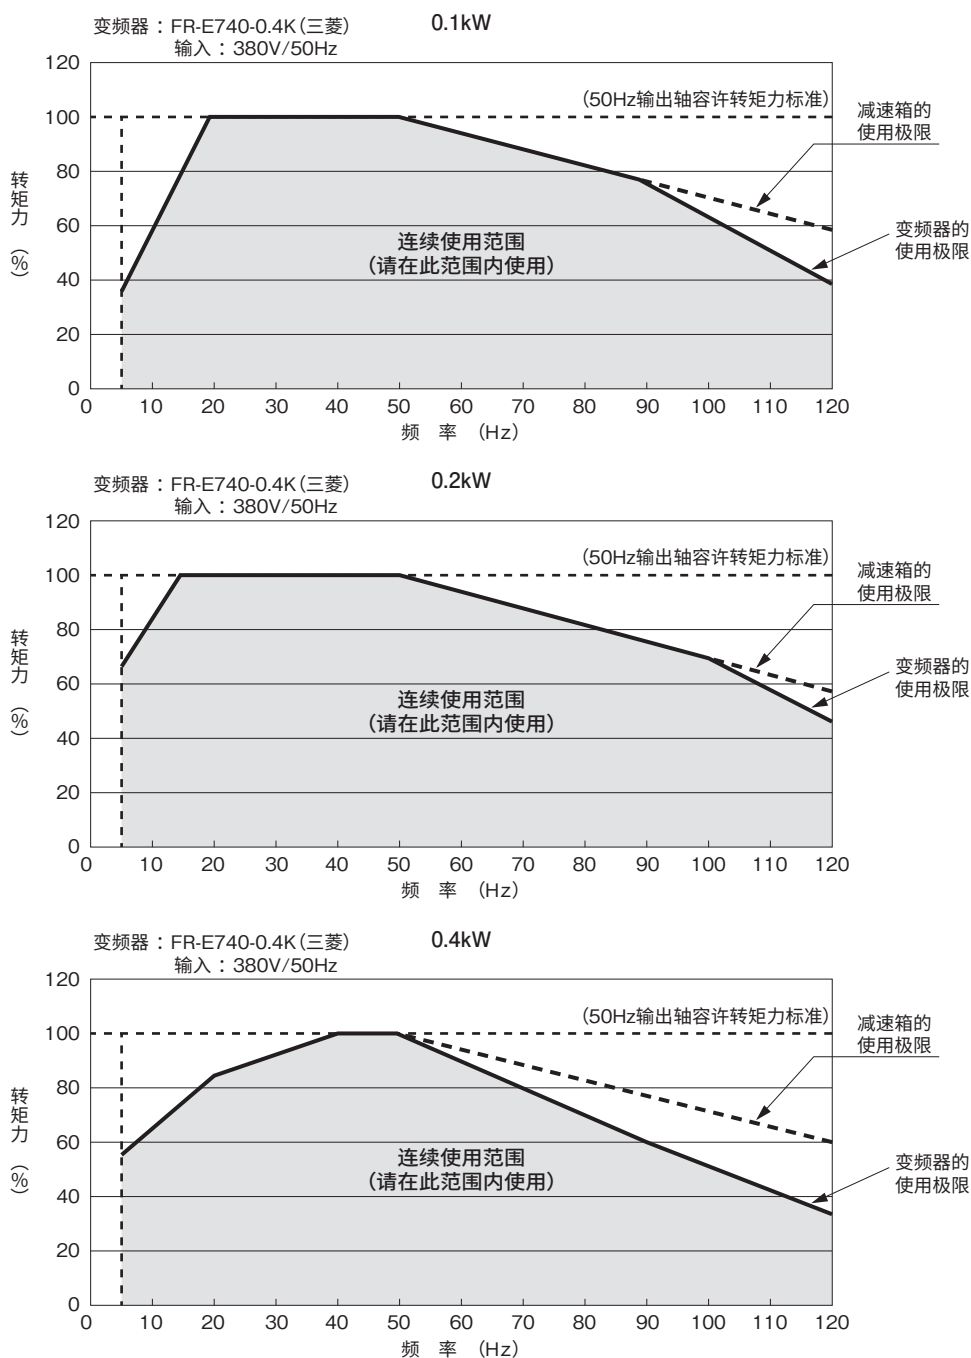 变频器：FR-E740-0.4K（三菱） 0.1kW
输入：380V/50Hz
120
100
80
60
40
20
0
转矩力（%）
（50Hz输出轴容许转矩力标准）
减速箱的
使用极限
变频器的
使用极限
连续使用范围
（请在此范围内使用）
0 10 20 30 40 50 60 70 80 90 100 110 120
频 率 （Hz）
变频器：FR-E740-0.4K（三菱） 0.2kW
输入：380V/50Hz
120
100
80
60
40
20
0
转矩力（%）
（50Hz输出轴容许转矩力标准）
减速箱的
使用极限
变频器的
使用极限
连续使用范围
（请在此范围内使用）
0 10 20 30 40 50 60 70 80 90 100 110 120
频 率 （Hz）
变频器：FR-E740-0.4K（三菱） 0.4kW
输入：380V/50Hz
120
100
80
60
40
20
0
转矩力（%）
（50Hz输出轴容许转矩力标准）
减速箱的
使用极限
变频器的
使用极限
连续使用范围
（请在此范围内使用）
0 10 20 30 40 50 60 70 80 90 100 110 120
频 率 （Hz）